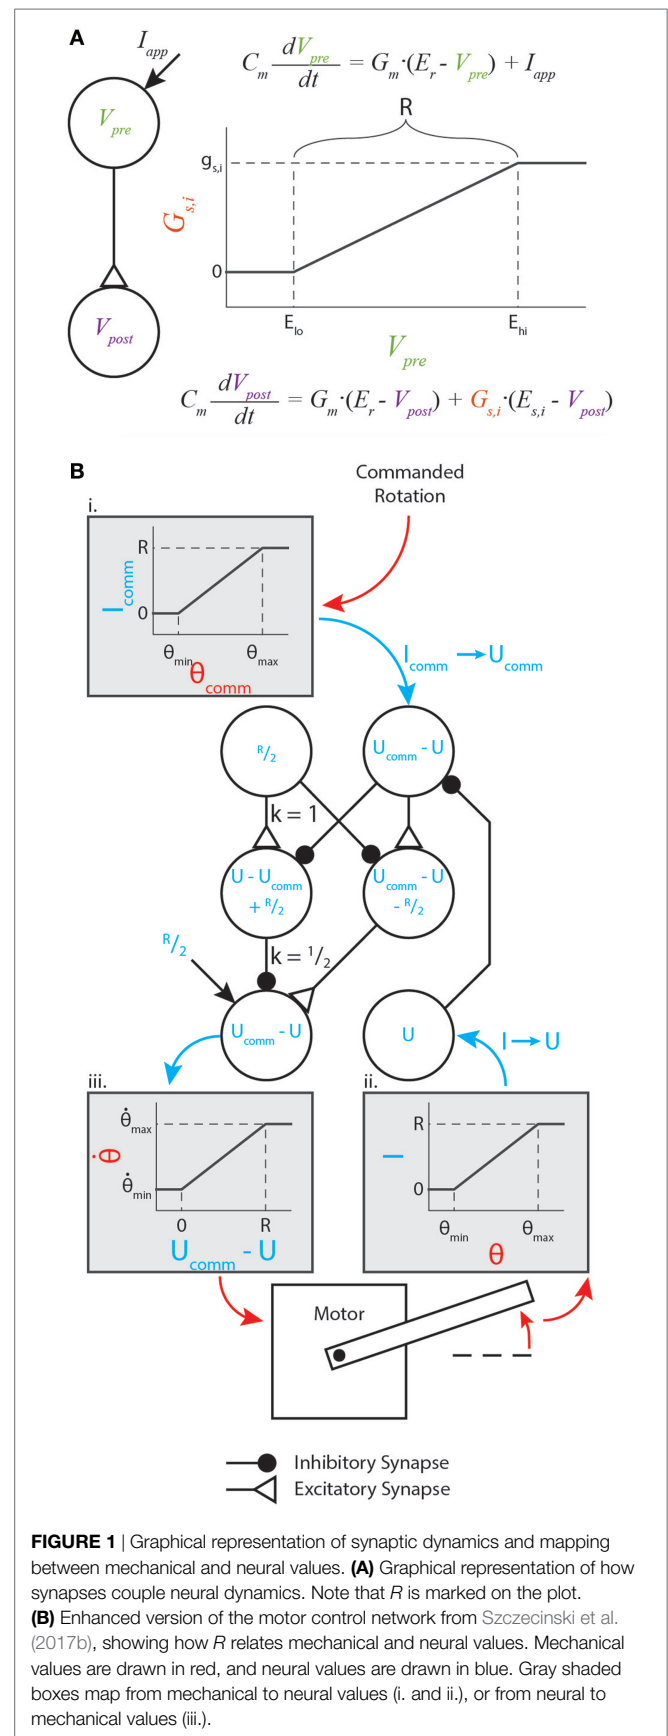 A
I_app
C_m dV_pre/dt = G_m·(E_r - V_pre) + I_app
V_pre
R
g_s,i
G_s,i
0
E_lo
E_hi
V_pre
V_post
C_m dV_post/dt = G_m·(E_r - V_post) + G_s,i·(E_s,i - V_post)
B
Commanded
Rotation
i.
R
I_comm
0
θ_min
θ_max
θ_comm
I_comm → U_comm
R/2
U_comm - U
k = 1
U - U_comm
+ R/2
U_comm - U
- R/2
R/2
k = 1/2
U_comm - U
U
I → U
iii.
θ̇_max
θ̇
θ̇_min
0
R
U_comm - U
ii.
R
I
0
θ_min
θ_max
θ
Motor
Inhibitory Synapse
Excitatory Synapse
FIGURE 1 | Graphical representation of synaptic dynamics and mapping
between mechanical and neural values. (A) Graphical representation of how
synapses couple neural dynamics. Note that R is marked on the plot.
(B) Enhanced version of the motor control network from Szczecinski et al.
(2017b), showing how R relates mechanical and neural values. Mechanical
values are drawn in red, and neural values are drawn in blue. Gray shaded
boxes map from mechanical to neural values (i. and ii.), or from neural to
mechanical values (iii.).